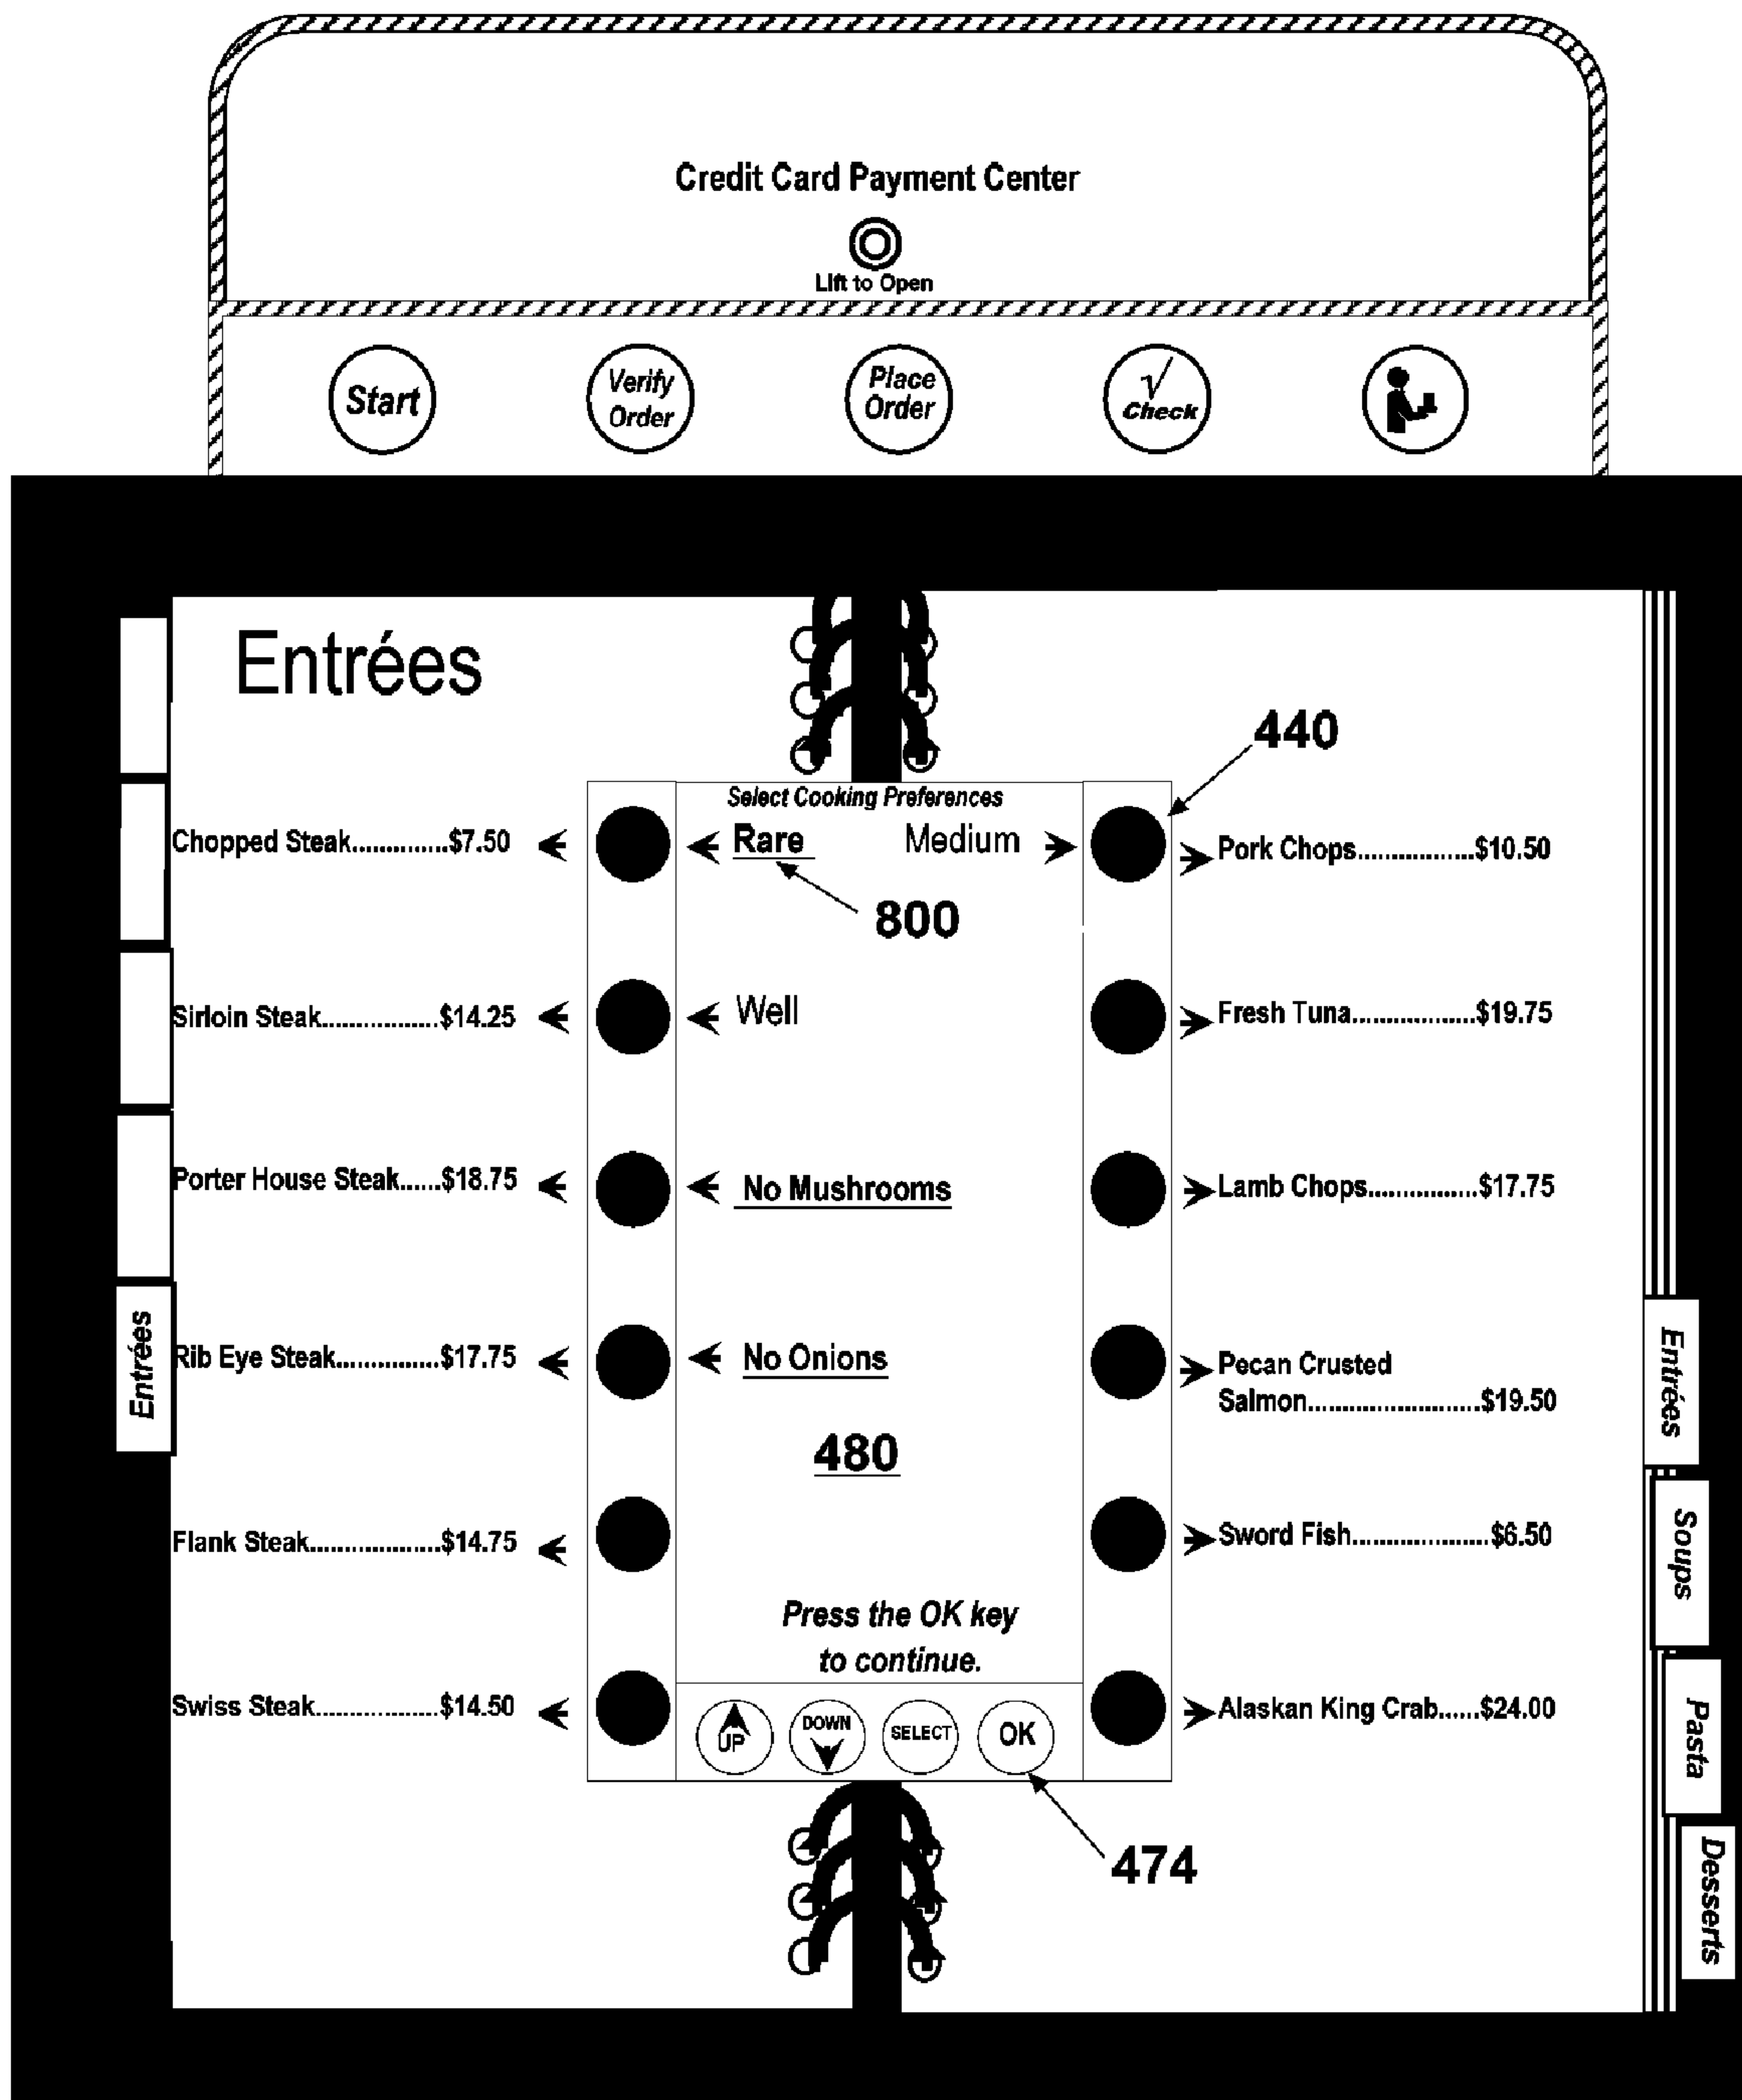 Credit Card Payment Center
Lift to Open
Start
Verify
Order
Place
Order
√
Check
Entrées
440
Select Cooking Preferences
Chopped Steak..............$7.50
Rare
Medium
Pork Chops.................$10.50
800
Sirloin Steak.................$14.25
Well
Fresh Tuna..................$19.75
Porter House Steak......$18.75
No Mushrooms
Lamb Chops................$17.75
Entrées
Rib Eye Steak...............$17.75
No Onions
Pecan Crusted
Salmon.........................$19.50
Entrées
480
Flank Steak...................$14.75
Sword Fish....................$6.50
Soups
Press the OK key
to continue.
Swiss Steak..................$14.50
UP
DOWN
SELECT
OK
Alaskan King Crab......$24.00
Pasta
474
Desserts